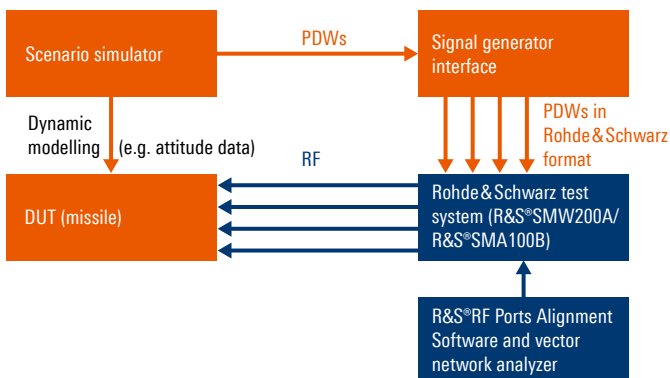 Scenario simulator
PDWs
Signal generator
interface
Dynamic
modelling
(e.g. attitude data)
PDWs in
Rohde&Schwarz
format
RF
DUT (missile)
Rohde&Schwarz test
system (R&S®SMW200A/
R&S®SMA100B)
R&S®RF Ports Alignment
Software and vector
network analyzer